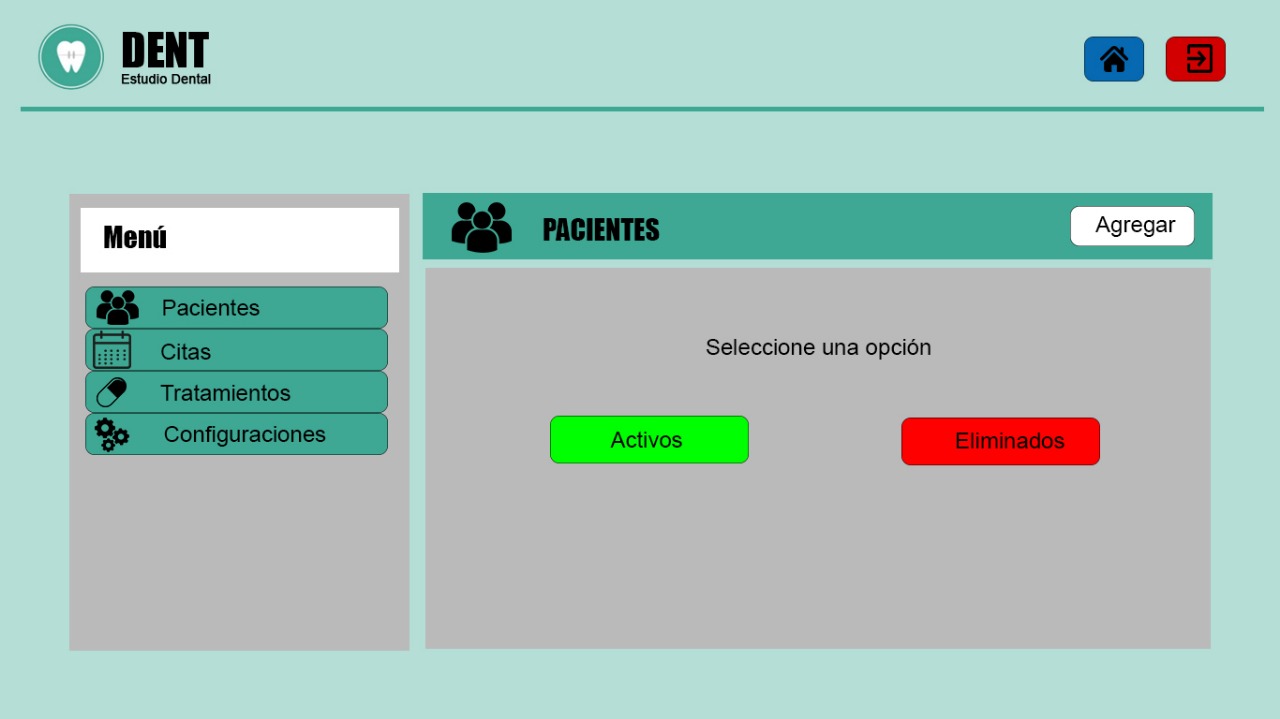 DENT
Estudio Dental
Menú
Pacientes
Citas
Tratamientos
Configuraciones
PACIENTES
Agregar
Seleccione una opción
Activos
Eliminados